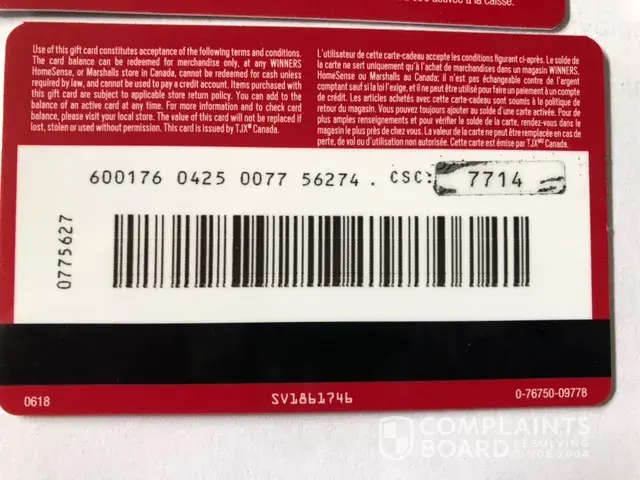 activée à la caisse.
Use of this gift card constitutes acceptance of the following terms and conditions.
The card balance can be redeemed for merchandise only, at any WINNERS
HomeSense, or Marshalls store in Canada, cannot be redeemed for cash unless
required by law, and cannot be used to pay a credit account. Items purchased with
this gift card are subject to applicable store return policy. You can add to the
balance of an active card at any time. For more information and to check card
balance, please visit your local store. The value of this card will not be replaced if
lost, stolen or used without permission. This card is issued by TJX® Canada.
L'utilisateur de cette carte-cadeau accepte les conditions figurant ci-après. Le solde de
la carte ne sert uniquement qu'à l'achat de marchandises dans un magasin WINNERS,
HomeSense ou Marshalls au Canada; il n'est pas échangeable contre de l'argent
comptant sauf si la loi l'exige, et il ne peut être utilisé pour faire un paiement à un compte
de crédit. Les articles achetés avec cette carte-cadeau sont soumis à la politique de
retour du magasin. Vous pouvez toujours ajouter au solde d'une carte activée. Pour de
plus amples renseignements et pour vérifier le solde de la carte, rendez-vous dans le
magasin le plus près de chez vous. La valeur de la carte ne peut être remplacée en cas de
perte, de vol ou d'utilisation non autorisée. Cette carte est émise par TJXMD Canada.
600176 0425 0077 56274 . CSC: 7714
0775627
0618 SV1861746 0-76750-09778
COMPLAINTS
BOARD RESOLVING
SINCE 2004